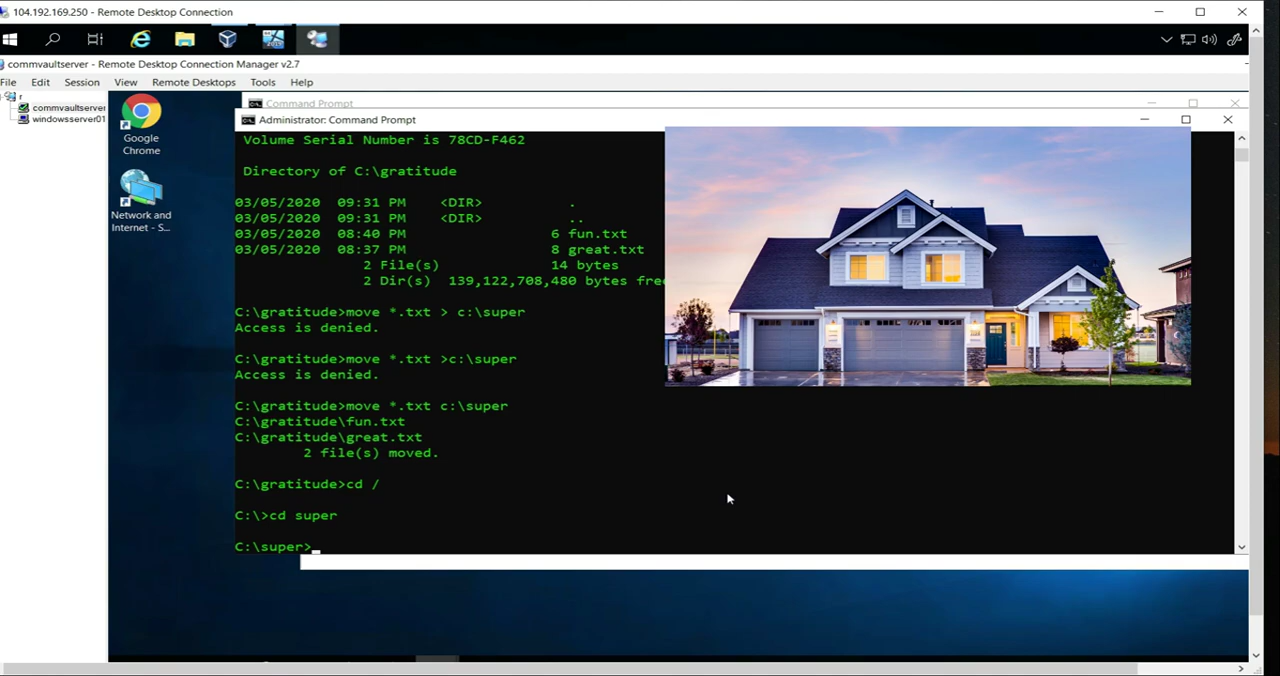 104.192.169.250 - Remote Desktop Connection
commvaultserver - Remote Desktop Connection Manager v2.7
File Edit Session View Remote Desktops Tools Help
r
commvaultserver
windowsserver01
Google
Chrome
Network and
Internet - S...
Command Prompt
Administrator: Command Prompt
Volume Serial Number is 78CD-F462
Directory of C:\gratitude
03/05/2020 09:31 PM <DIR> .
03/05/2020 09:31 PM <DIR> ..
03/05/2020 08:40 PM 6 fun.txt
03/05/2020 08:37 PM 8 great.txt
2 File(s) 14 bytes
2 Dir(s) 139,122,708,480 bytes free
C:\gratitude>move *.txt > c:\super
Access is denied.
C:\gratitude>move *.txt >c:\super
Access is denied.
C:\gratitude>move *.txt c:\super
C:\gratitude\fun.txt
C:\gratitude\great.txt
2 file(s) moved.
C:\gratitude>cd /
C:\>cd super
C:\super>